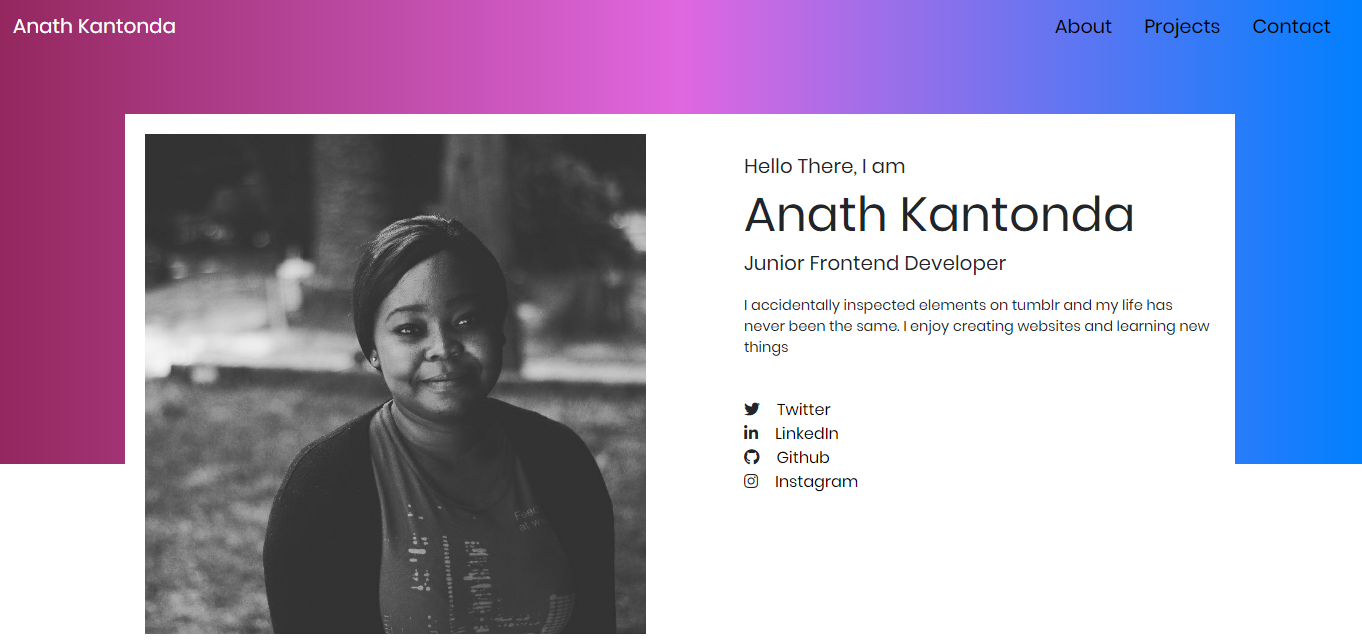 Anath Kantonda
About Projects Contact
Hello There, I am
Anath Kantonda
Junior Frontend Developer
I accidentally inspected elements on tumblr and my life has
never been the same. I enjoy creating websites and learning new
things
Twitter
LinkedIn
Github
Instagram